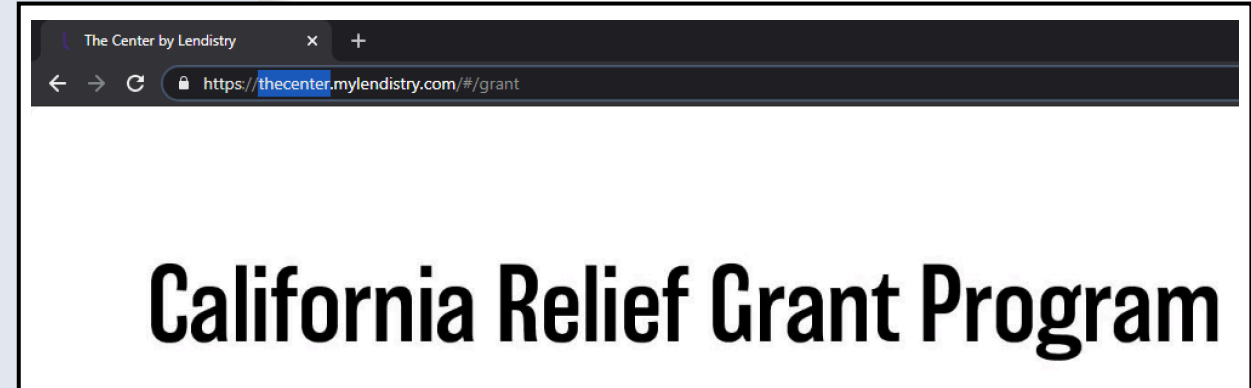 The Center by Lendistry
https://thecenter.mylendistry.com/#/grant
California Relief Grant Program